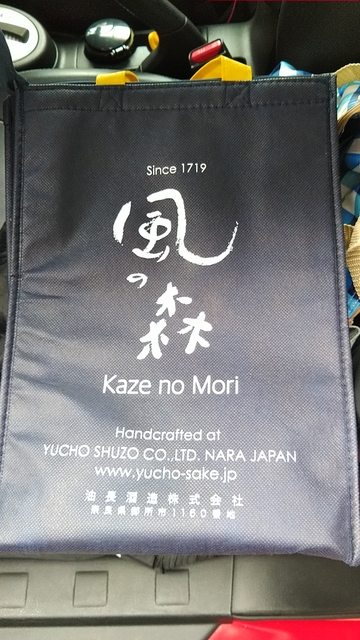 Since 1719
風
の
森
Kaze no Mori
Handcrafted at
YUCHO SHUZO CO.,LTD. NARA JAPAN
www.yucho-sake.jp
油長酒造株式会社
奈良県御所市1160番地